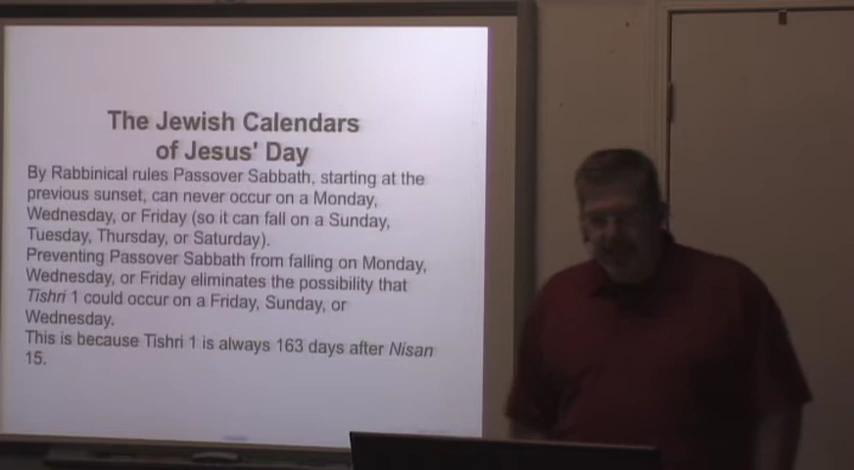 The Jewish Calendars
of Jesus' Day
By Rabbinical rules Passover Sabbath, starting at the
previous sunset, can never occur on a Monday,
Wednesday, or Friday (so it can fall on a Sunday,
Tuesday, Thursday, or Saturday).
Preventing Passover Sabbath from falling on Monday,
Wednesday, or Friday eliminates the possibility that
Tishri 1 could occur on a Friday, Sunday, or
Wednesday.
This is because Tishri 1 is always 163 days after Nisan
15.